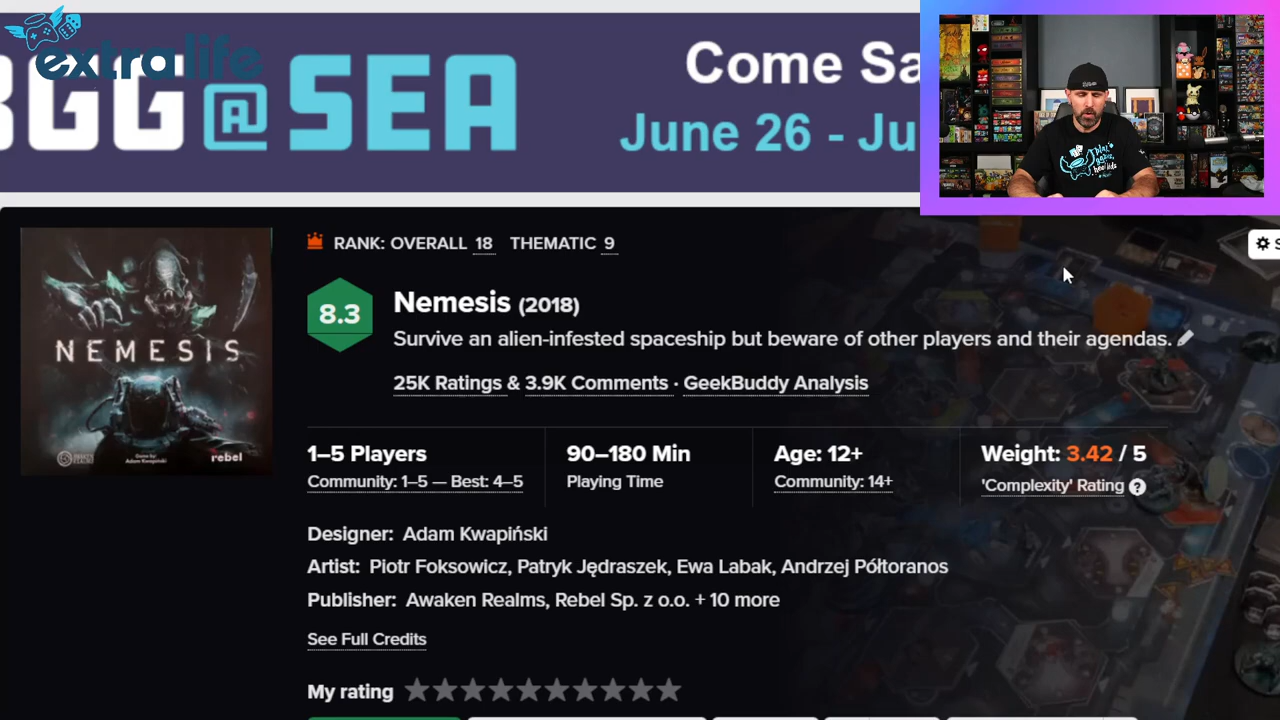 extralife
BGG @ SEA
Come Sa
June 26 - Ju
RANK: OVERALL 18 THEMATIC 9
8.3
Nemesis (2018)
Survive an alien-infested spaceship but beware of other players and their agendas.
25K Ratings & 3.9K Comments · GeekBuddy Analysis
NEMESIS
rebel
1–5 Players
Community: 1–5 — Best: 4–5
90–180 Min
Playing Time
Age: 12+
Community: 14+
Weight: 3.42 / 5
'Complexity' Rating ?
Designer: Adam Kwapiński
Artist: Piotr Foksowicz, Patryk Jędraszek, Ewa Labak, Andrzej Półtoranos
Publisher: Awaken Realms, Rebel Sp. z o.o. + 10 more
See Full Credits
My rating